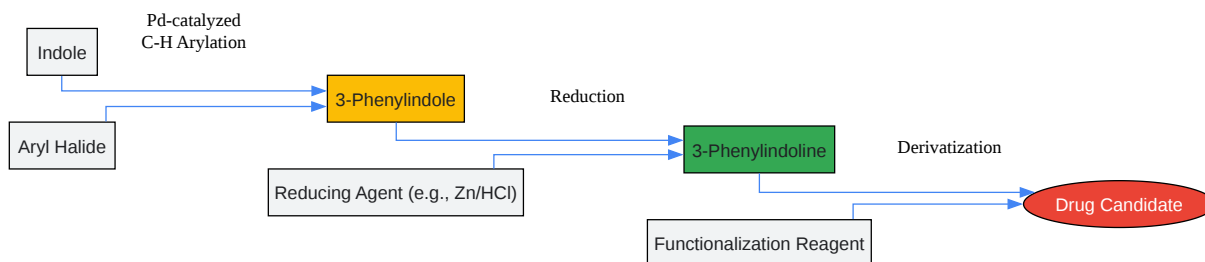 Pd-catalyzed
C-H Arylation
Indole
Aryl Halide
3-Phenylindole
Reduction
Reducing Agent (e.g., Zn/HCl)
3-Phenylindoline
Derivatization
Functionalization Reagent
Drug Candidate